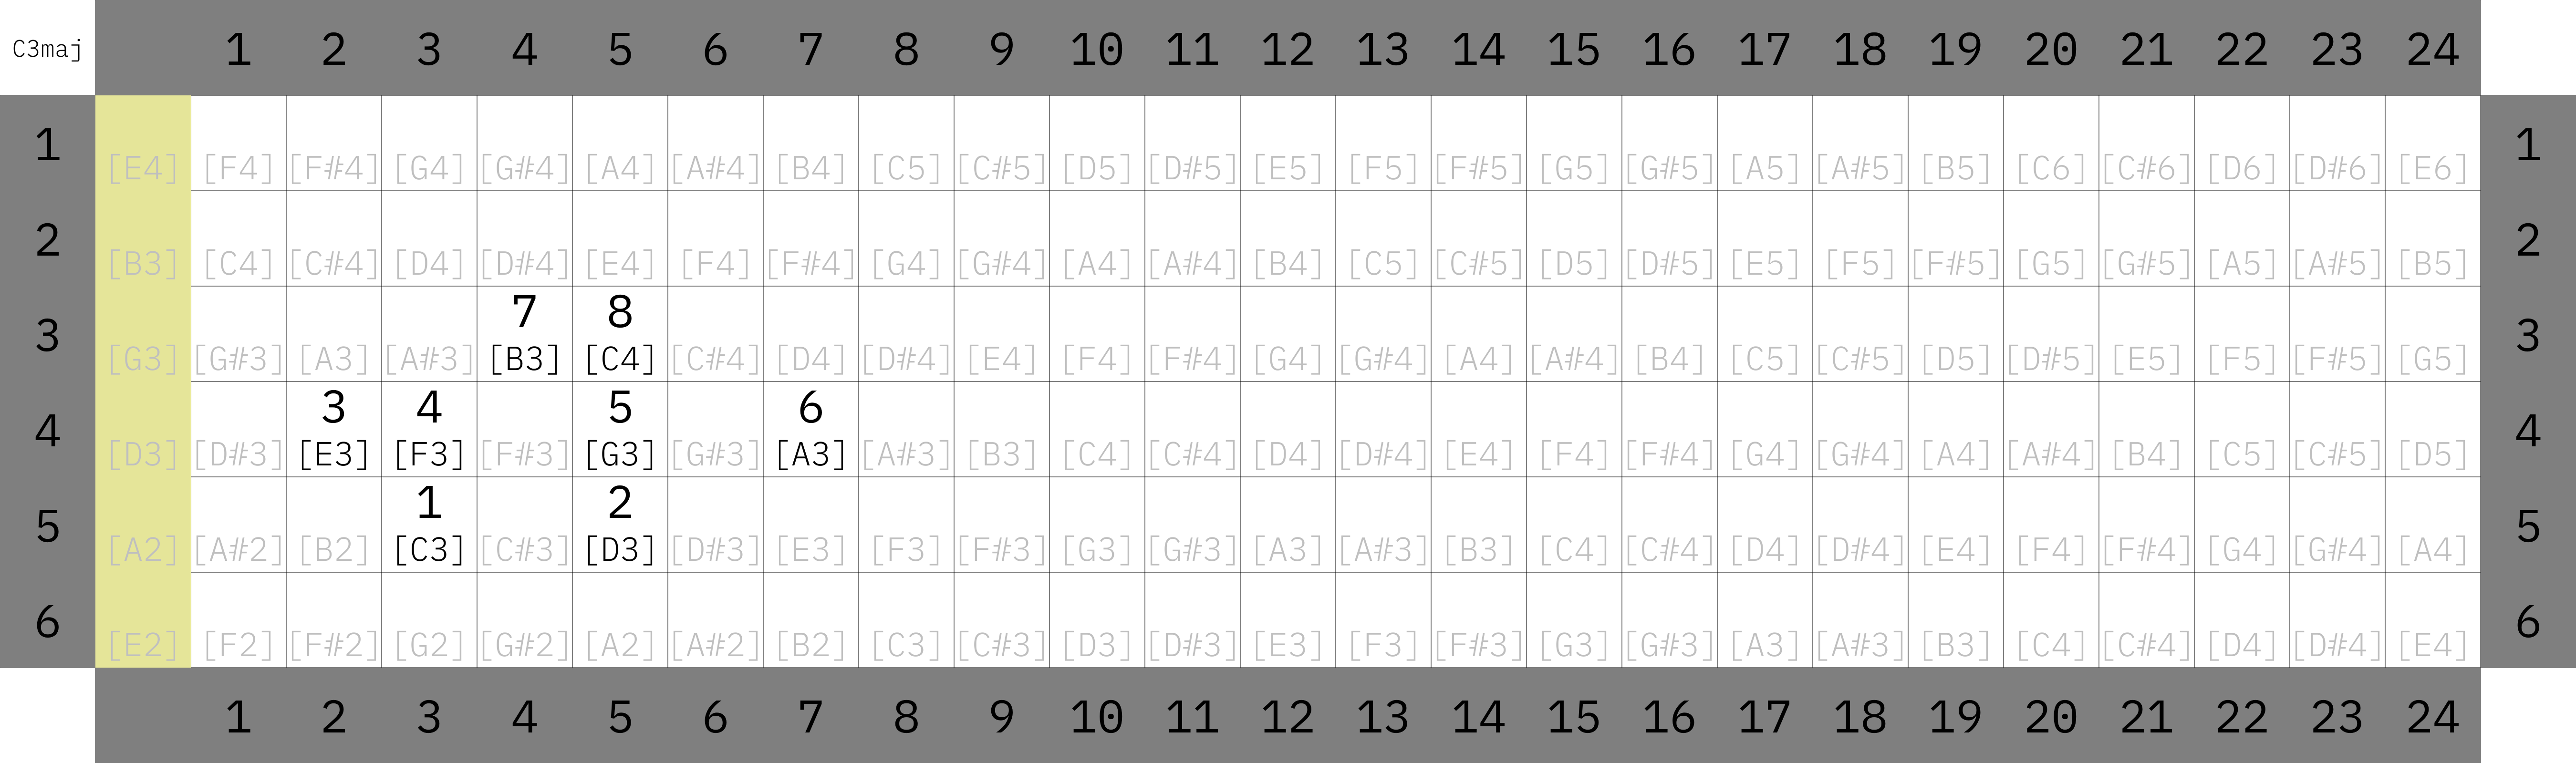 C3maj 1 2 3 4 5 6 7 8 9 10 11 12 13 14 15 16 17 18 19 20 21 22 23 24
1 1
[E4] [F4] [F#4] [G4] [G#4] [A4] [A#4] [B4] [C5] [C#5] [D5] [D#5] [E5] [F5] [F#5] [G5] [G#5] [A5] [A#5] [B5] [C6] [C#6] [D6] [D#6] [E6]
2 2
[B3] [C4] [C#4] [D4] [D#4] [E4] [F4] [F#4] [G4] [G#4] [A4] [A#4] [B4] [C5] [C#5] [D5] [D#5] [E5] [F5] [F#5] [G5] [G#5] [A5] [A#5] [B5]
3 7 8 3
[G3] [G#3] [A3] [A#3] [B3] [C4] [C#4] [D4] [D#4] [E4] [F4] [F#4] [G4] [G#4] [A4] [A#4] [B4] [C5] [C#5] [D5] [D#5] [E5] [F5] [F#5] [G5]
4 3 4 5 6 4
[D3] [D#3] [E3] [F3] [F#3] [G3] [G#3] [A3] [A#3] [B3] [C4] [C#4] [D4] [D#4] [E4] [F4] [F#4] [G4] [G#4] [A4] [A#4] [B4] [C5] [C#5] [D5]
5 1 2 5
[A2] [A#2] [B2] [C3] [C#3] [D3] [D#3] [E3] [F3] [F#3] [G3] [G#3] [A3] [A#3] [B3] [C4] [C#4] [D4] [D#4] [E4] [F4] [F#4] [G4] [G#4] [A4]
6 6
[E2] [F2] [F#2] [G2] [G#2] [A2] [A#2] [B2] [C3] [C#3] [D3] [D#3] [E3] [F3] [F#3] [G3] [G#3] [A3] [A#3] [B3] [C4] [C#4] [D4] [D#4] [E4]
1 2 3 4 5 6 7 8 9 10 11 12 13 14 15 16 17 18 19 20 21 22 23 24